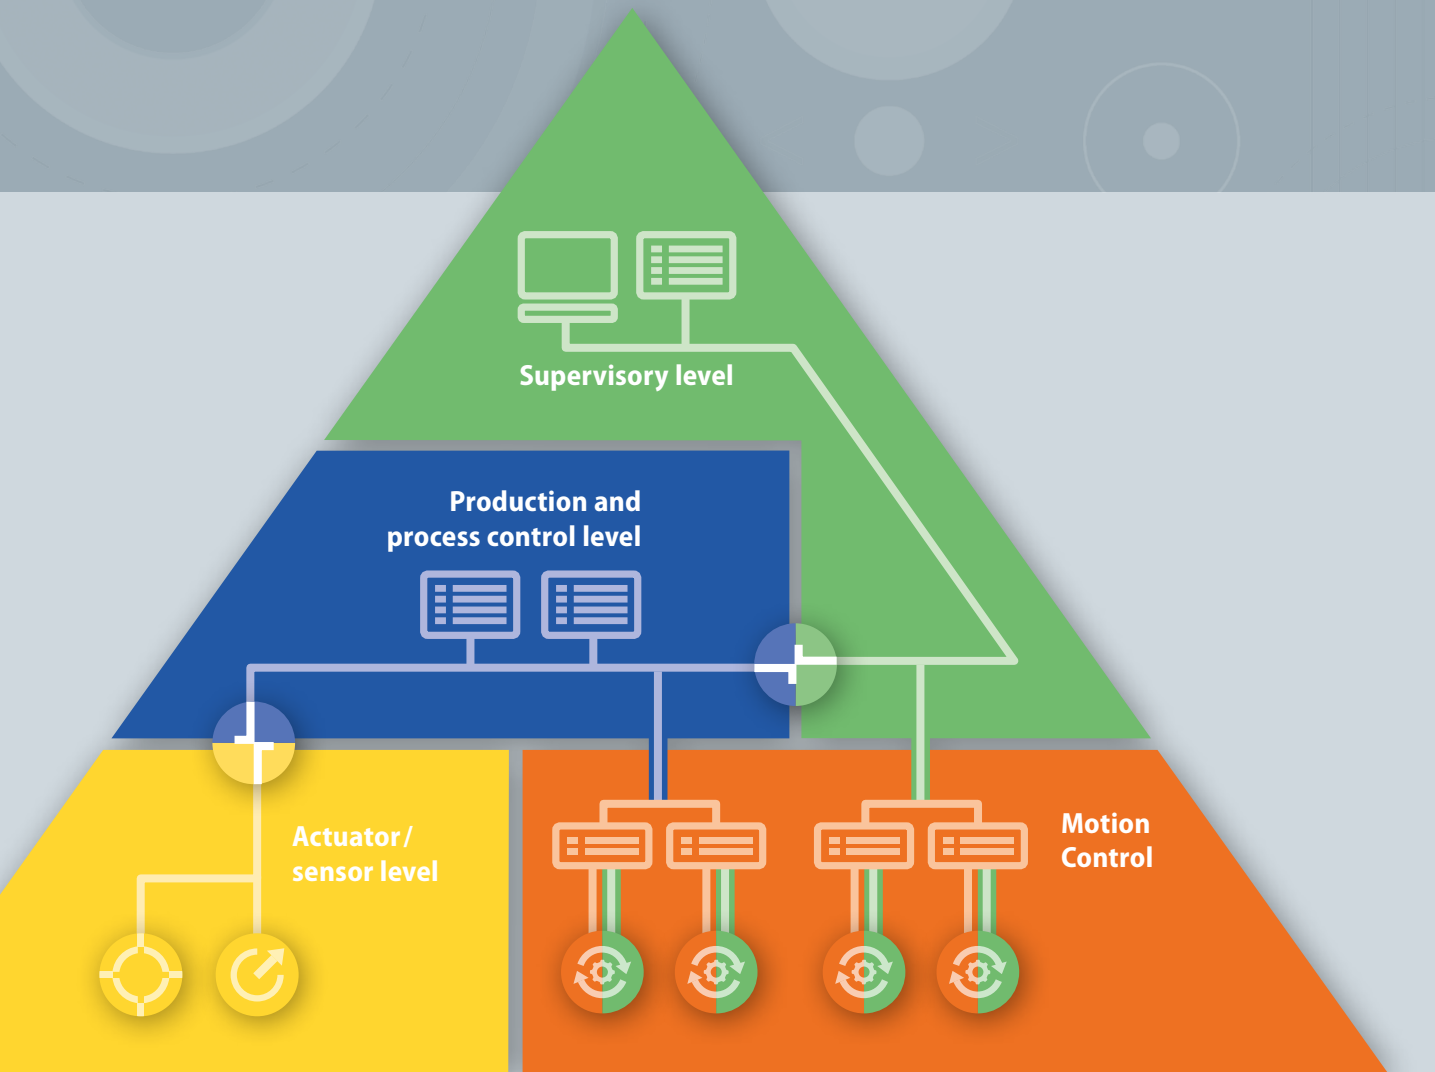 Supervisory level
Production and
process control level
Actuator/
sensor level
Motion
Control